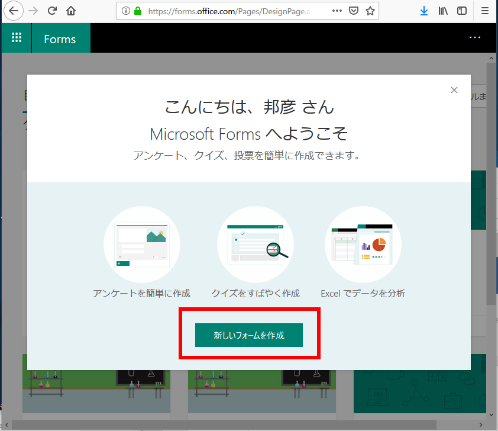 https://forms.office.com/Pages/DesignPage.
Forms
こんにちは、邦彦 さん
Microsoft Forms へようこそ
アンケート、クイズ、投票を簡単に作成できます。
アンケートを簡単に作成
クイズをすばやく作成
Excel でデータを分析
新しいフォームを作成